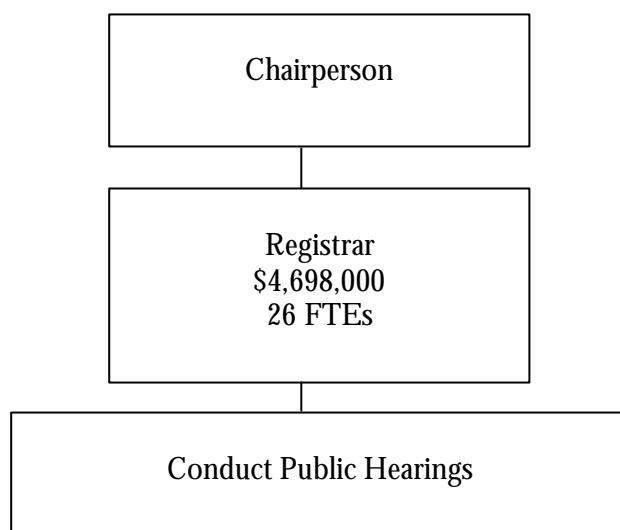 Chairperson
Registrar
$4,698,000
26 FTEs
Conduct Public Hearings